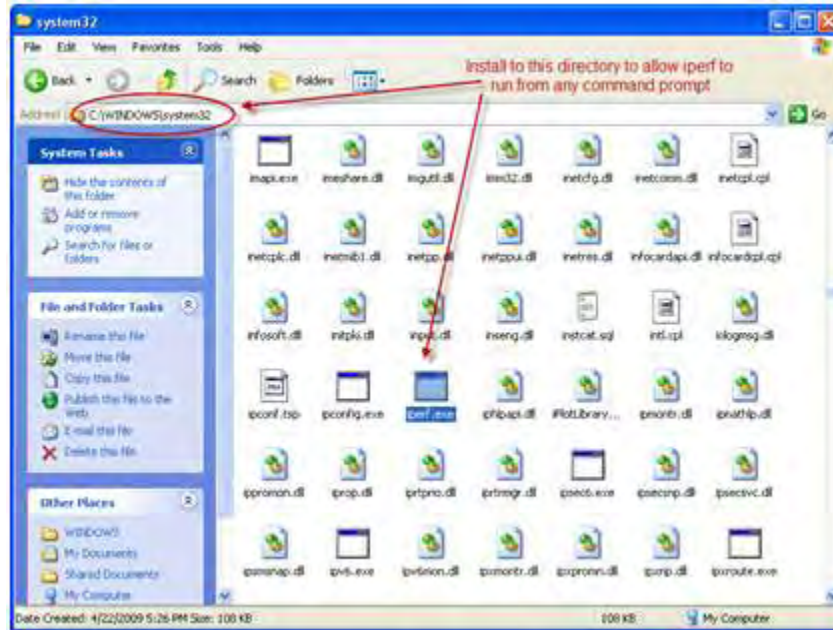 system32
File Edit View Favorites Tools Help
Back Search Folders
Install to this directory to allow iperf to
run from any command prompt
Address C:\WINDOWS\system32 Go
System Tasks
Hide the contents of
this folder
Add or remove
programs
Search for files or
folders
File and Folder Tasks
Rename this file
Move this file
Copy this file
Publish this file to the
Web
E-mail this file
Delete this file
Other Places
WINDOWS
My Documents
Shared Documents
My Computer
imapi.exe imeshare.dll imgutil.dll imm32.dll inetcfg.dll inetcomm.dll inetcpl.cpl
inetcplc.dll inetmib1.dll inetpp.dll inetppui.dll inetres.dll infocardapi.dll infocardcpl.cpl
infosoft.dll initpki.dll input.dll inseng.dll instcat.sql intl.cpl iologmsg.dll
ipconf.tsp ipconfig.exe iperf.exe iphlpapi.dll iPlotLibrary... ipmontr.dll ipnathlp.dll
ippromon.dll iprop.dll iprtprio.dll iprtrmgr.dll ipsec6.exe ipsecsnp.dll ipsecsvc.dll
ipsmsnap.dll ipv6.exe ipv6mon.dll ipxmontr.dll ipxpromn.dll ipxrip.dll ipxroute.exe
Date Created: 4/22/2009 5:26 PM Size: 108 KB 108 KB My Computer